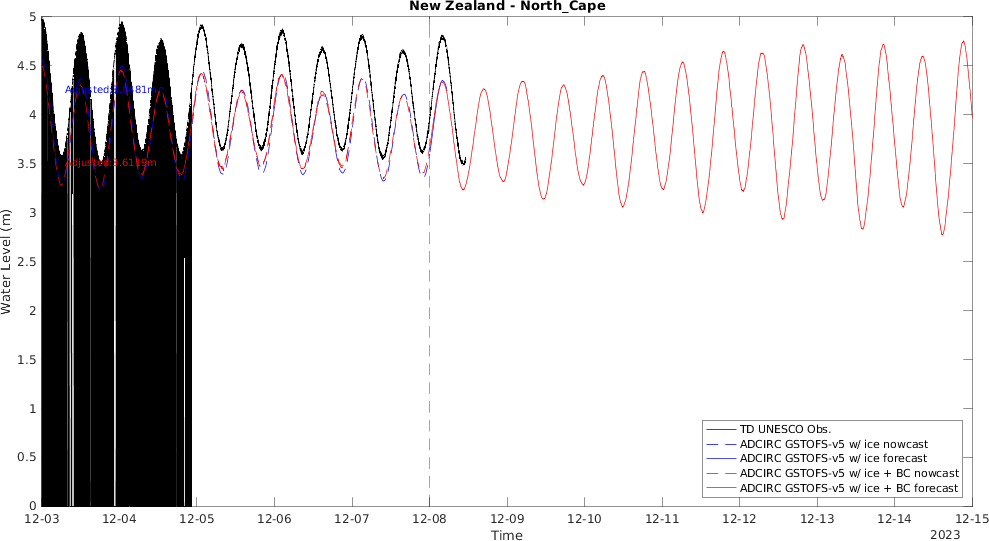 New Zealand - North_Cape
Water Level (m)
5
4.5
4
3.5
3
2.5
2
1.5
1
0.5
0
m
Adjusted:3.6119m
TD UNESCO Obs.
ADCIRC GSTOFS-v5 w/ ice nowcast
ADCIRC GSTOFS-v5 w/ ice forecast
ADCIRC GSTOFS-v5 w/ ice + BC nowcast
ADCIRC GSTOFS-v5 w/ ice + BC forecast
12-03 12-04 12-05 12-06 12-07 12-08 12-09 12-10 12-11 12-12 12-13 12-14 12-15
Time
2023